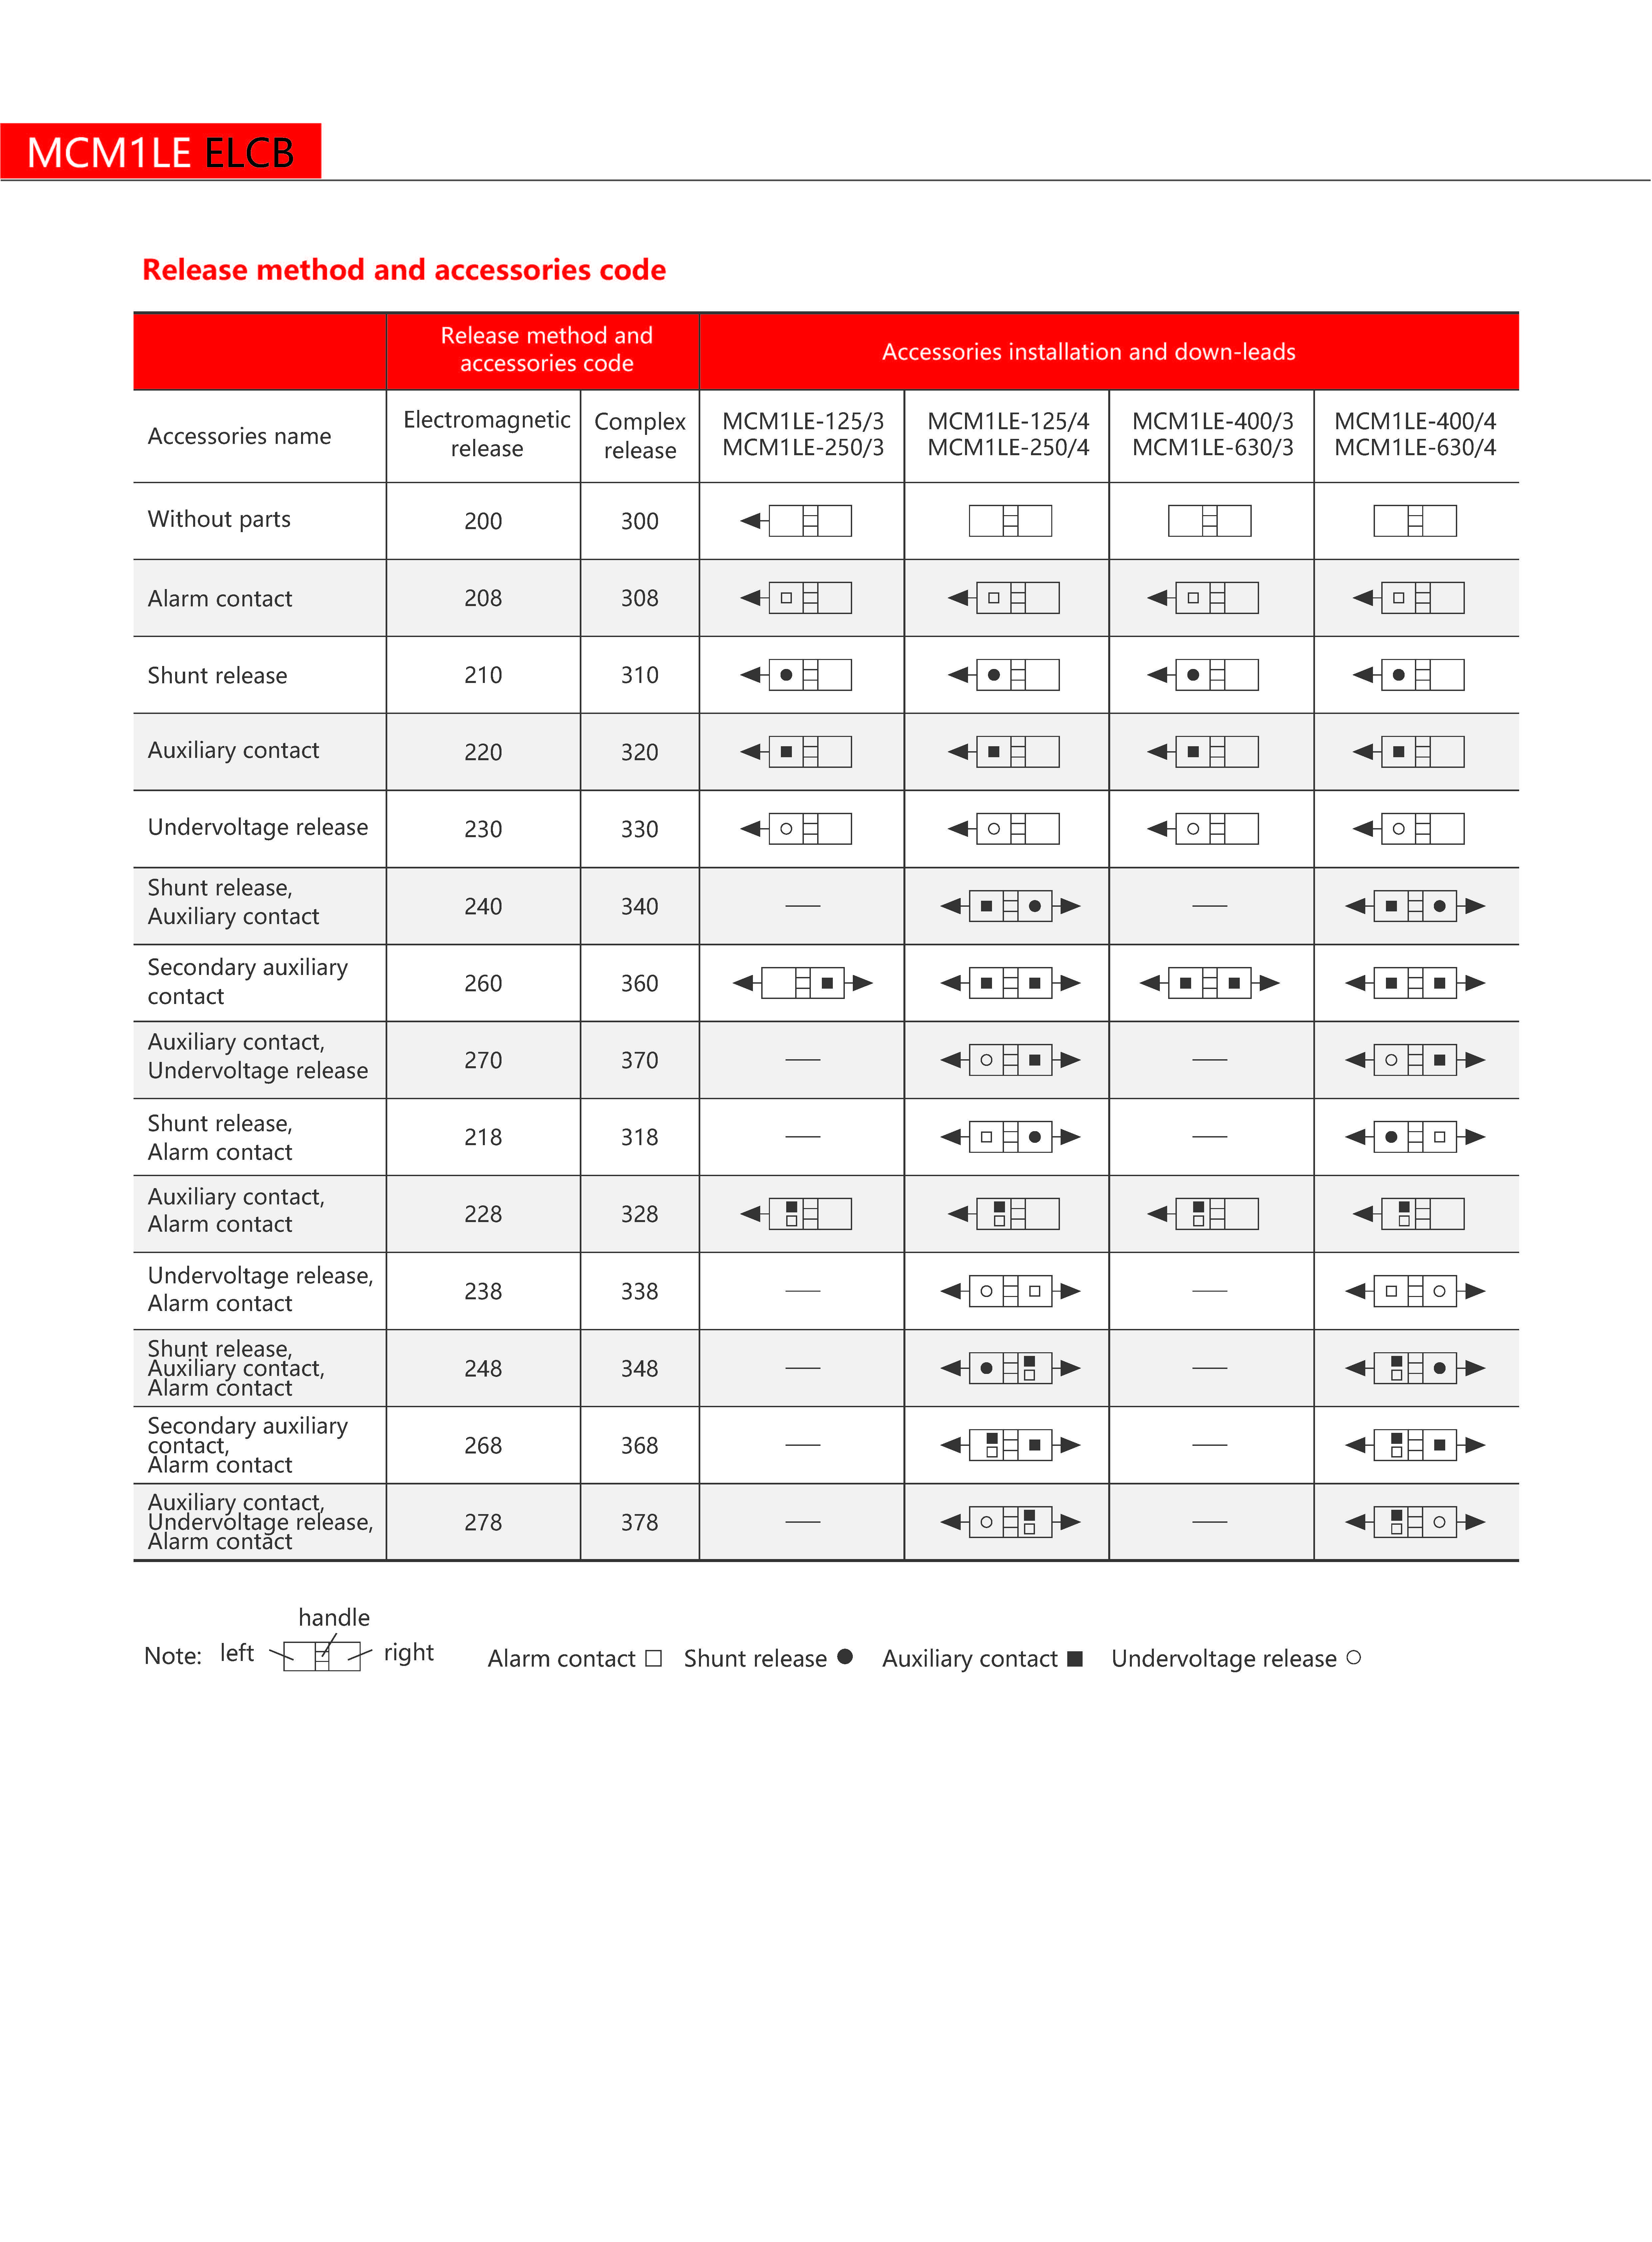 MCM1LE ELCB
Release method and accessories code
Release method and
accessories code
Accessories installation and down-leads
Accessories name
Electromagnetic
release
Complex
release
MCM1LE-125/3
MCM1LE-250/3
MCM1LE-125/4
MCM1LE-250/4
MCM1LE-400/3
MCM1LE-630/3
MCM1LE-400/4
MCM1LE-630/4
Without parts
200
300
Alarm contact
208
308
Shunt release
210
310
Auxiliary contact
220
320
Undervoltage release
230
330
Shunt release,
Auxiliary contact
240
340
Secondary auxiliary
contact
260
360
Auxiliary contact,
Undervoltage release
270
370
Shunt release,
Alarm contact
218
318
Auxiliary contact,
Alarm contact
228
328
Undervoltage release,
Alarm contact
238
338
Shunt release,
Auxiliary contact,
Alarm contact
248
348
Secondary auxiliary
contact,
Alarm contact
268
368
Auxiliary contact,
Undervoltage release,
Alarm contact
278
378
handle
Note: left
right
Alarm contact
Shunt release
Auxiliary contact
Undervoltage release